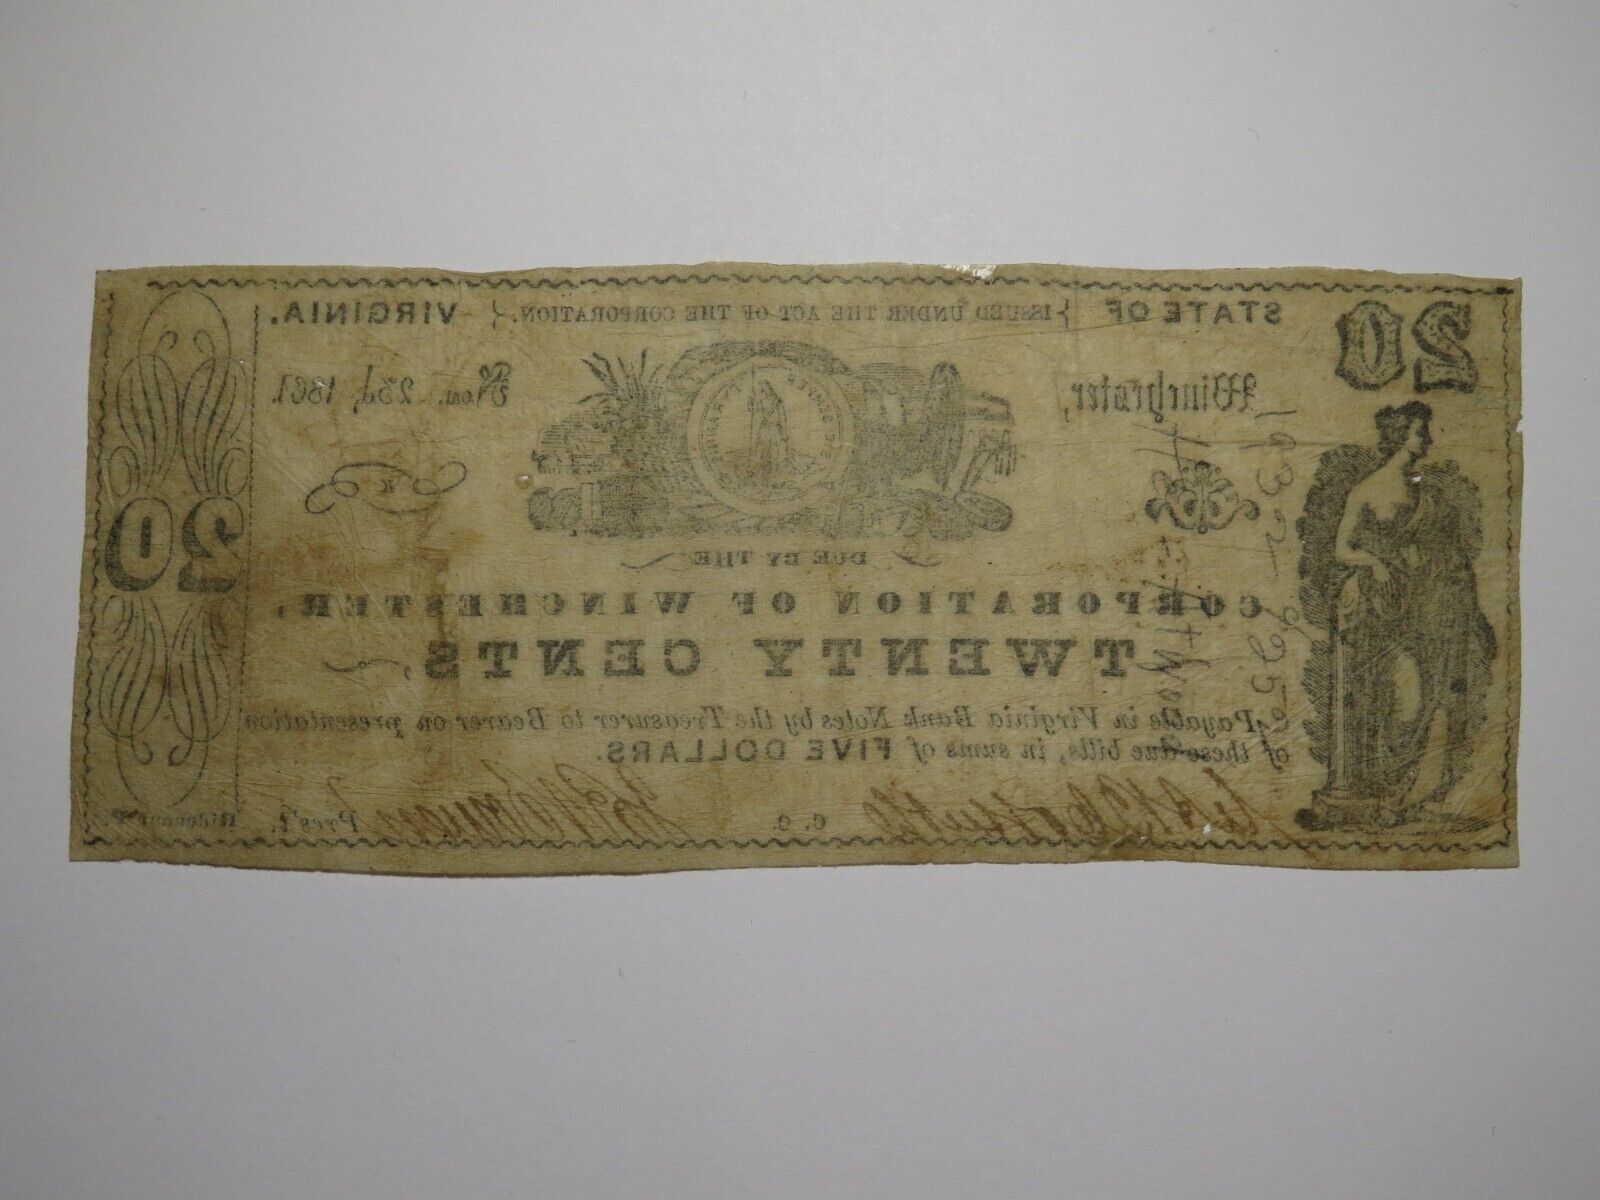 20 STATE OF } ISSUED UNDER THE ACT OF THE CORPORATION. { VIRGINIA.
Winchester, Nov. 23d, 1861.
K
DUE BY THE
CORPORATION OF WINCHESTER,
20
TWENTY CENTS,
Payable in Virginia Bank Notes by the Treasurer to Bearer on presentation
of these due bills, in sums of FIVE DOLLARS.
C. C. Pres't.
Ridenour P.